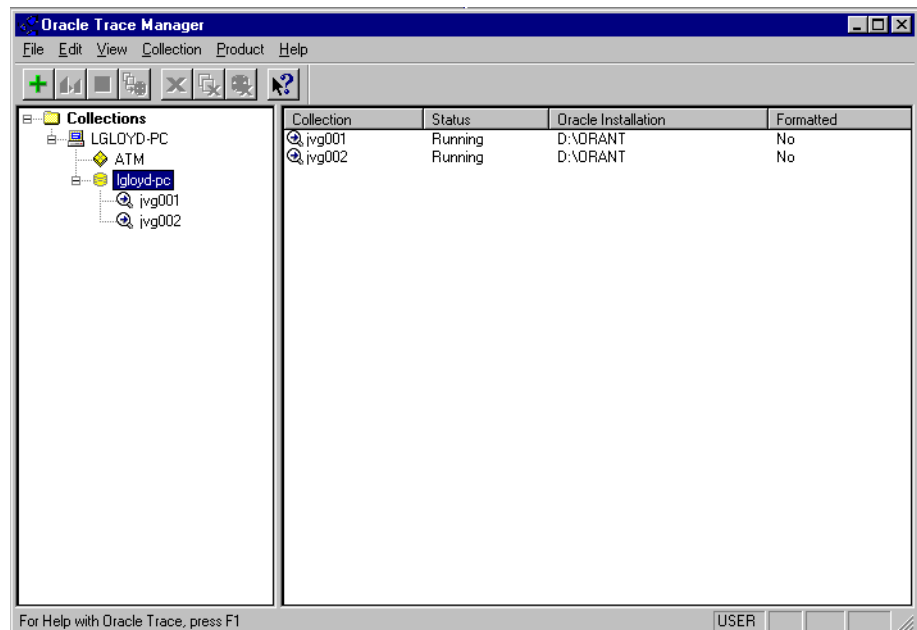 Oracle Trace Manager
File Edit View Collection Product Help
Collections
LGLOYD-PC
ATM
lgloyd-pc
jvg001
jvg002
Collection Status Oracle Installation Formatted
jvg001 Running D:\ORANT No
jvg002 Running D:\ORANT No
For Help with Oracle Trace, press F1 USER